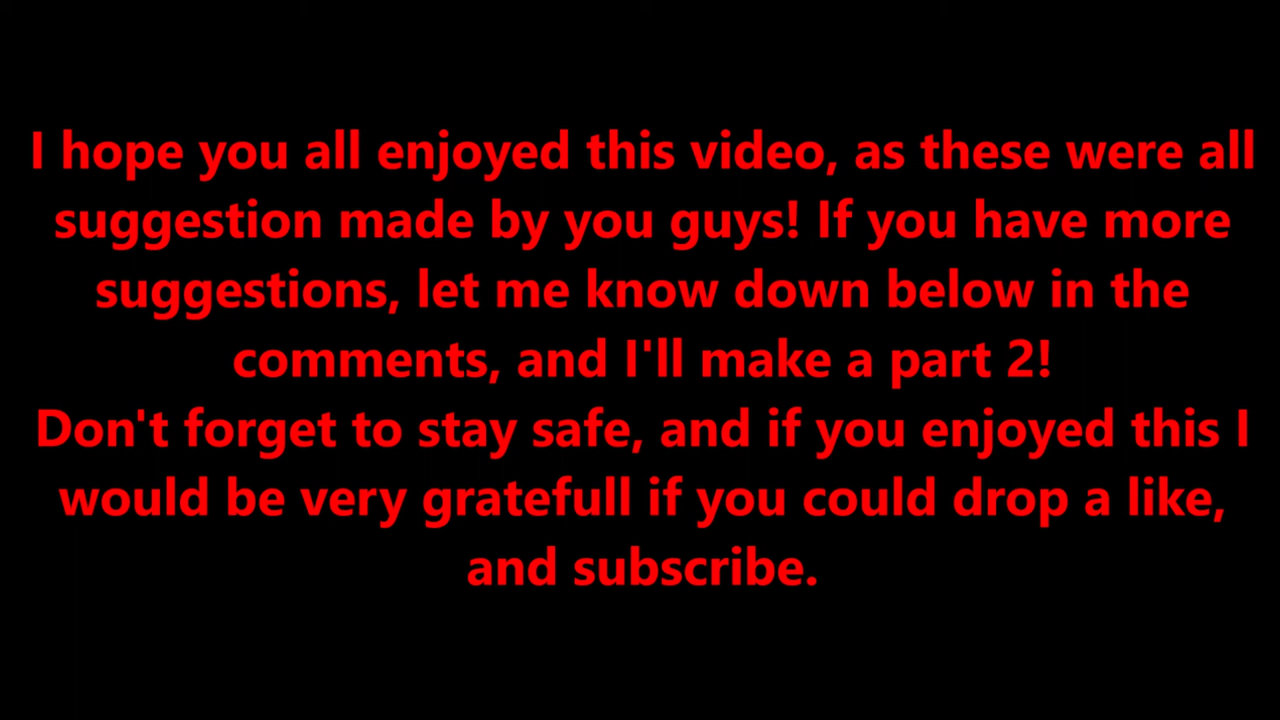 I hope you all enjoyed this video, as these were all
suggestion made by you guys! If you have more
suggestions, let me know down below in the
comments, and I'll make a part 2!
Don't forget to stay safe, and if you enjoyed this I
would be very gratefull if you could drop a like,
and subscribe.